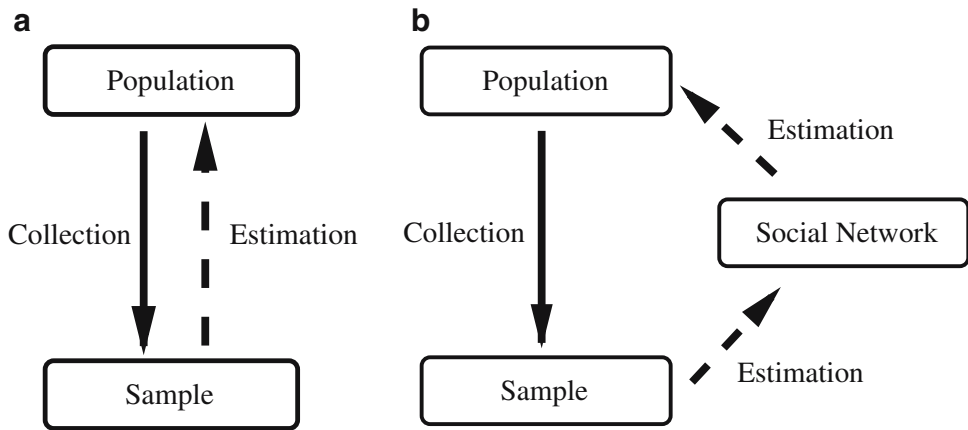 a
Population
Collection
Estimation
Sample
b
Population
Estimation
Social Network
Collection
Estimation
Sample